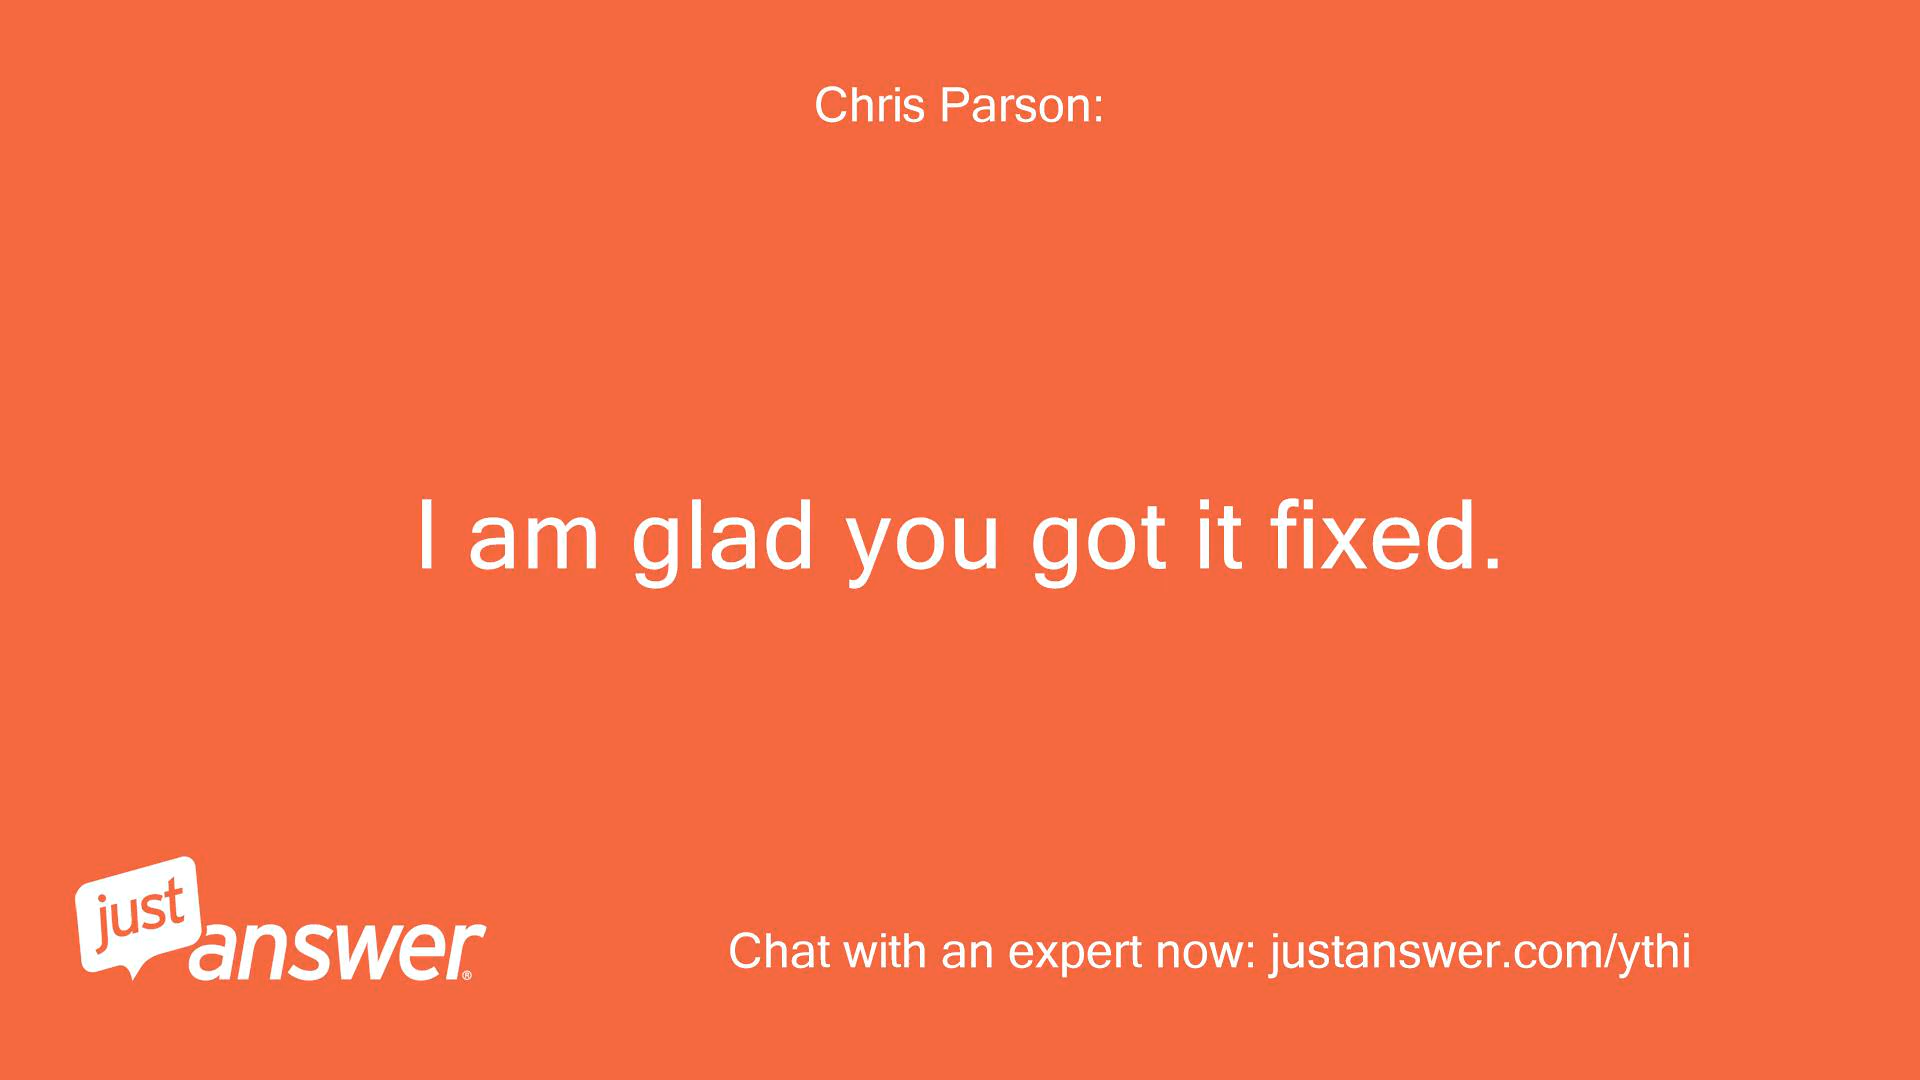 Chris Parson:
I am glad you got it fixed.
just
answer®
Chat with an expert now: justanswer.com/ythi